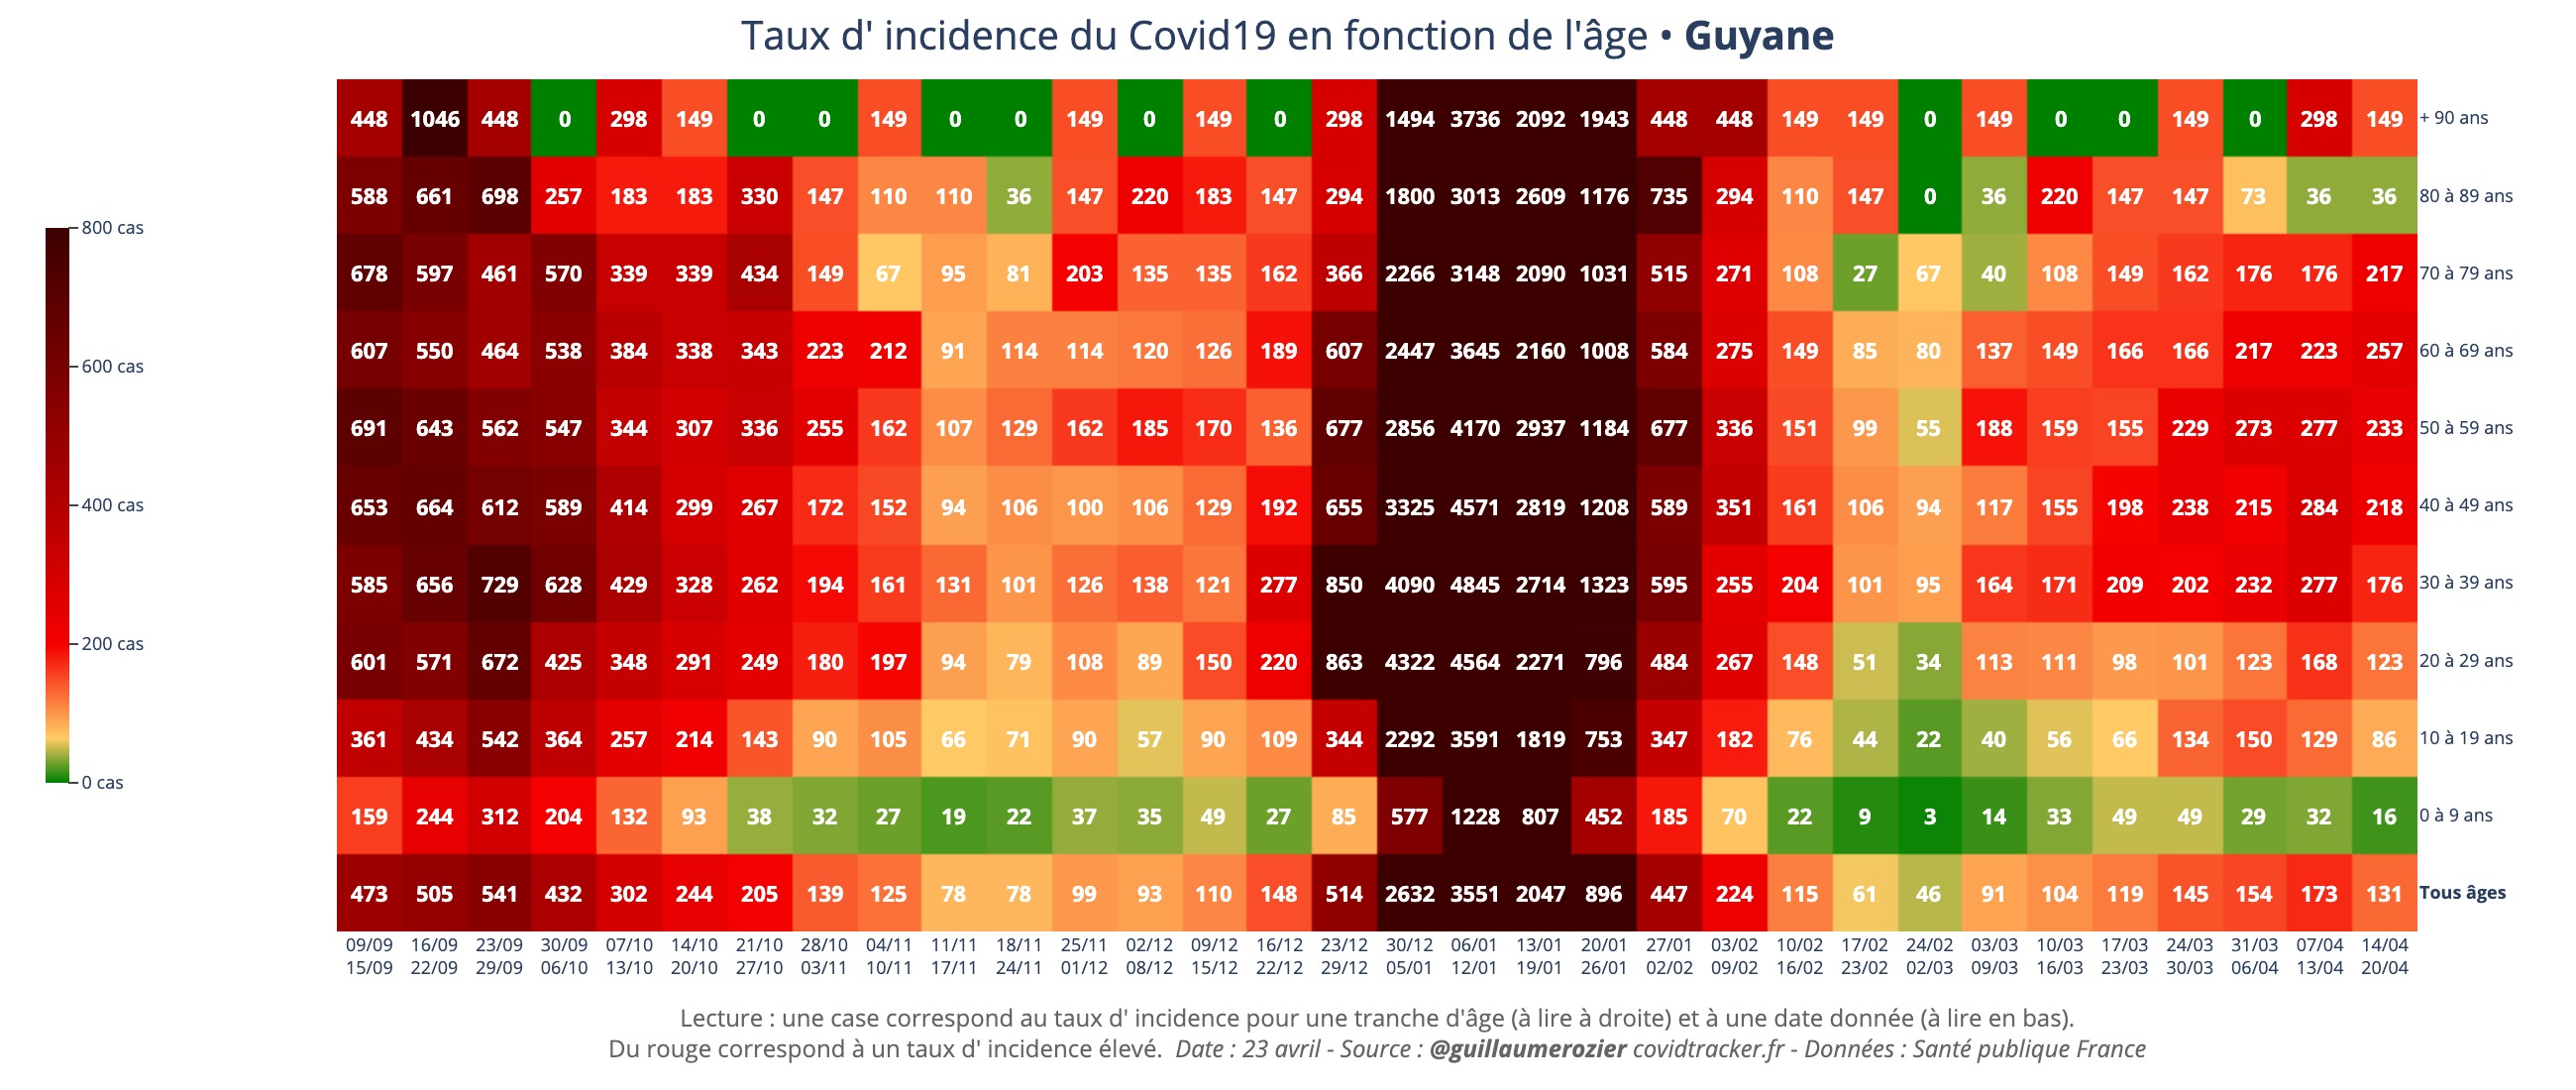 Taux d' incidence du Covid19 en fonction de l'âge • Guyane
800 cas
600 cas
400 cas
200 cas
0 cas
448 1046 448 0 298 149 0 0 149 0 0 149 0 149 0 298 1494 3736 2092 1943 448 448 149 149 0 149 0 0 149 0 298 149 + 90 ans
588 661 698 257 183 183 330 147 110 110 36 147 220 183 147 294 1800 3013 2609 1176 735 294 110 147 0 36 220 147 147 73 36 36 80 à 89 ans
678 597 461 570 339 339 434 149 67 95 81 203 135 135 162 366 2266 3148 2090 1031 515 271 108 27 67 40 108 149 162 176 176 217 70 à 79 ans
607 550 464 538 384 338 343 223 212 91 114 114 120 126 189 607 2447 3645 2160 1008 584 275 149 85 80 137 149 166 166 217 223 257 60 à 69 ans
691 643 562 547 344 307 336 255 162 107 129 162 185 170 136 677 2856 4170 2937 1184 677 336 151 99 55 188 159 155 229 273 277 233 50 à 59 ans
653 664 612 589 414 299 267 172 152 94 106 100 106 129 192 655 3325 4571 2819 1208 589 351 161 106 94 117 155 198 238 215 284 218 40 à 49 ans
585 656 729 628 429 328 262 194 161 131 101 126 138 121 277 850 4090 4845 2714 1323 595 255 204 101 95 164 171 209 202 232 277 176 30 à 39 ans
601 571 672 425 348 291 249 180 197 94 79 108 89 150 220 863 4322 4564 2271 796 484 267 148 51 34 113 111 98 101 123 168 123 20 à 29 ans
361 434 542 364 257 214 143 90 105 66 71 90 57 90 109 344 2292 3591 1819 753 347 182 76 44 22 40 56 66 134 150 129 86 10 à 19 ans
159 244 312 204 132 93 38 32 27 19 22 37 35 49 27 85 577 1228 807 452 185 70 22 9 3 14 33 49 49 29 32 16 0 à 9 ans
473 505 541 432 302 244 205 139 125 78 78 99 93 110 148 514 2632 3551 2047 896 447 224 115 61 46 91 104 119 145 154 173 131 Tous âges
09/09 16/09 23/09 30/09 07/10 14/10 21/10 28/10 04/11 11/11 18/11 25/11 02/12 09/12 16/12 23/12 30/12 06/01 13/01 20/01 27/01 03/02 10/02 17/02 24/02 03/03 10/03 17/03 24/03 31/03 07/04 14/04
15/09 22/09 29/09 06/10 13/10 20/10 27/10 03/11 10/11 17/11 24/11 01/12 08/12 15/12 22/12 29/12 05/01 12/01 19/01 26/01 02/02 09/02 16/02 23/02 02/03 09/03 16/03 23/03 30/03 06/04 13/04 20/04
Lecture : une case correspond au taux d' incidence pour une tranche d'âge (à lire à droite) et à une date donnée (à lire en bas).
Du rouge correspond à un taux d' incidence élevé. Date : 23 avril - Source : @guillaumerozier covidtracker.fr - Données : Santé publique France